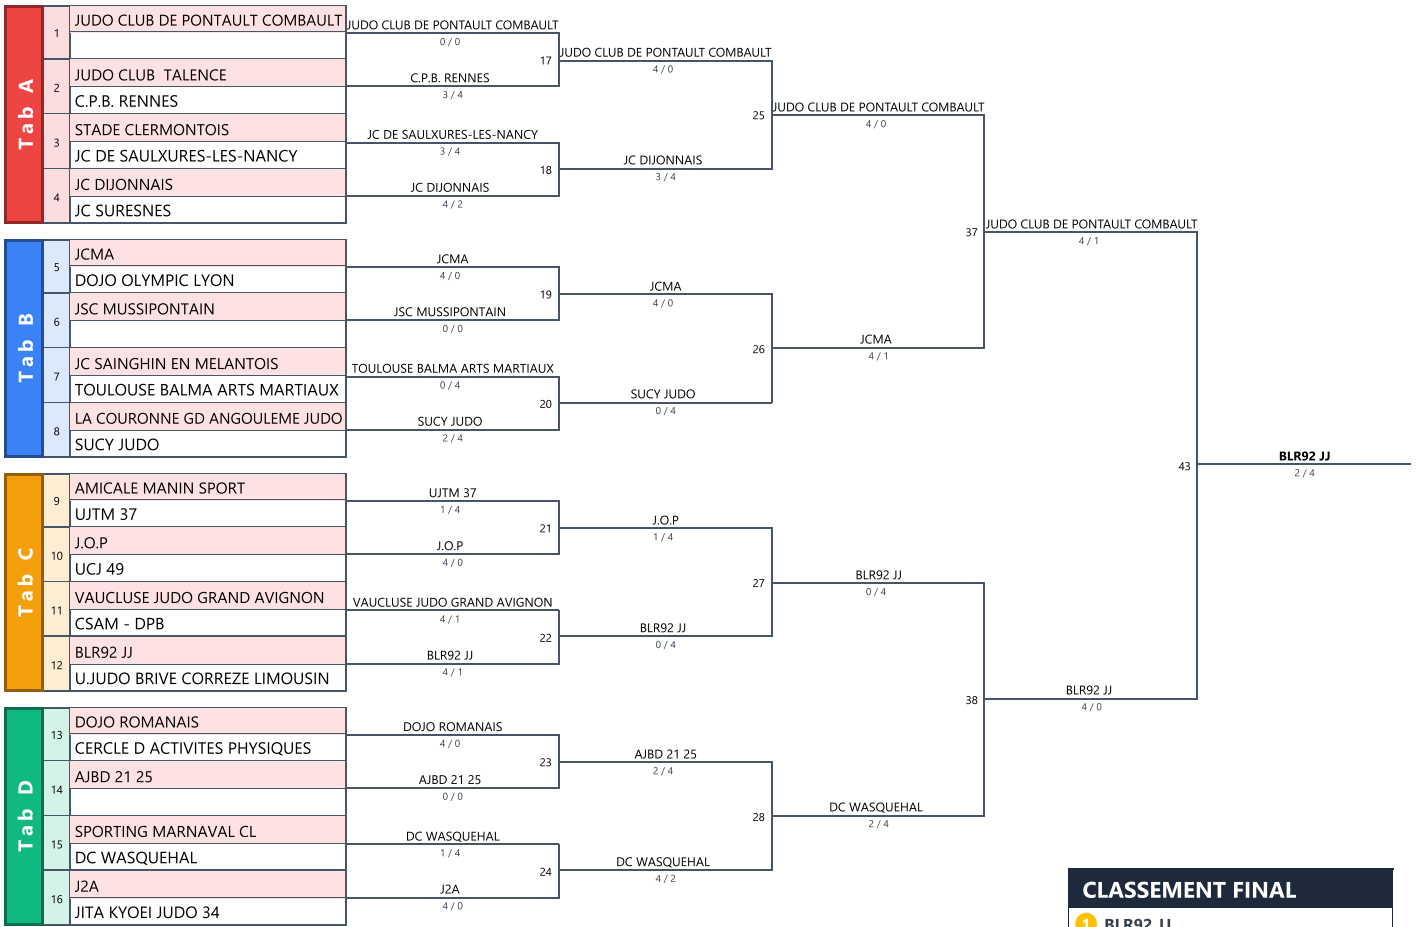 Tab A
1
JUDO CLUB DE PONTAULT COMBAULT
2
JUDO CLUB  TALENCE
C.P.B. RENNES
3
STADE CLERMONTOIS
JC DE SAULXURES-LES-NANCY
4
JC DIJONNAIS
JC SURESNES
Tab B
5
JCMA
DOJO OLYMPIC LYON
6
JSC MUSSIPONTAIN
7
JC SAINGHIN EN MELANTOIS
TOULOUSE BALMA ARTS MARTIAUX
8
LA COURONNE GD ANGOULEME JUDO
SUCY JUDO
Tab C
9
AMICALE MANIN SPORT
UJTM 37
10
J.O.P
UCJ 49
11
VAUCLUSE JUDO GRAND AVIGNON
CSAM - DPB
12
BLR92 JJ
U.JUDO BRIVE CORREZE LIMOUSIN
Tab D
13
DOJO ROMANAIS
CERCLE D ACTIVITES PHYSIQUES
14
AJBD 21 25
15
SPORTING MARNAVAL CL
DC WASQUEHAL
16
J2A
JITA KYOEI JUDO 34
JUDO CLUB DE PONTAULT COMBAULT
0 / 0
17
C.P.B. RENNES
3 / 4
JC DE SAULXURES-LES-NANCY
3 / 4
18
JC DIJONNAIS
4 / 2
JCMA
4 / 0
19
JSC MUSSIPONTAIN
0 / 0
TOULOUSE BALMA ARTS MARTIAUX
0 / 4
20
SUCY JUDO
2 / 4
UJTM 37
1 / 4
21
J.O.P
4 / 0
VAUCLUSE JUDO GRAND AVIGNON
4 / 1
22
BLR92 JJ
4 / 1
DOJO ROMANAIS
4 / 0
23
AJBD 21 25
0 / 0
DC WASQUEHAL
1 / 4
24
J2A
4 / 0
JUDO CLUB DE PONTAULT COMBAULT
4 / 0
25
JC DIJONNAIS
3 / 4
JCMA
4 / 0
26
SUCY JUDO
0 / 4
J.O.P
1 / 4
27
BLR92 JJ
0 / 4
AJBD 21 25
2 / 4
28
DC WASQUEHAL
4 / 2
JUDO CLUB DE PONTAULT COMBAULT
4 / 0
37
JCMA
4 / 1
BLR92 JJ
0 / 4
38
DC WASQUEHAL
2 / 4
JUDO CLUB DE PONTAULT COMBAULT
4 / 1
43
BLR92 JJ
4 / 0
BLR92 JJ
2 / 4
CLASSEMENT FINAL
1 BLR92 JJ